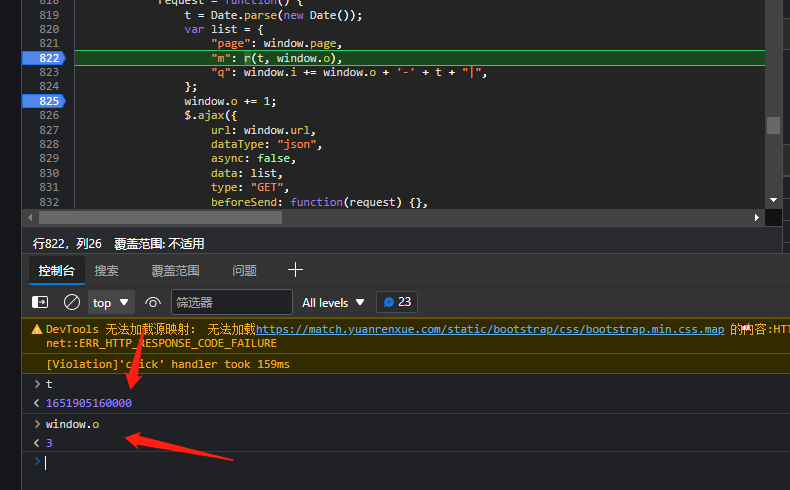 818 request = function() {
819 t = Date.parse(new Date());
820 var list = {
821 "page": window.page,
822 "m": r(t, window.o),
823 "q": window.i += window.o + '-' + t + "|",
824 };
825 window.o += 1;
826 $.ajax({
827 url: window.url,
828 dataType: "json",
829 async: false,
830 data: list,
831 type: "GET",
832 beforeSend: function(request) {},
行822，列26 覆盖范围: 不适用
控制台 搜索 覆盖范围 问题
top 筛选器 All levels 23
DevTools 无法加载源映射: 无法加载https://match.yuanrenxue.com/static/bootstrap/css/bootstrap.min.css.map 的内容:HTT
net::ERR_HTTP_RESPONSE_CODE_FAILURE
[Violation]'click' handler took 159ms
> t
< 1651905160000
> window.o
< 3
>